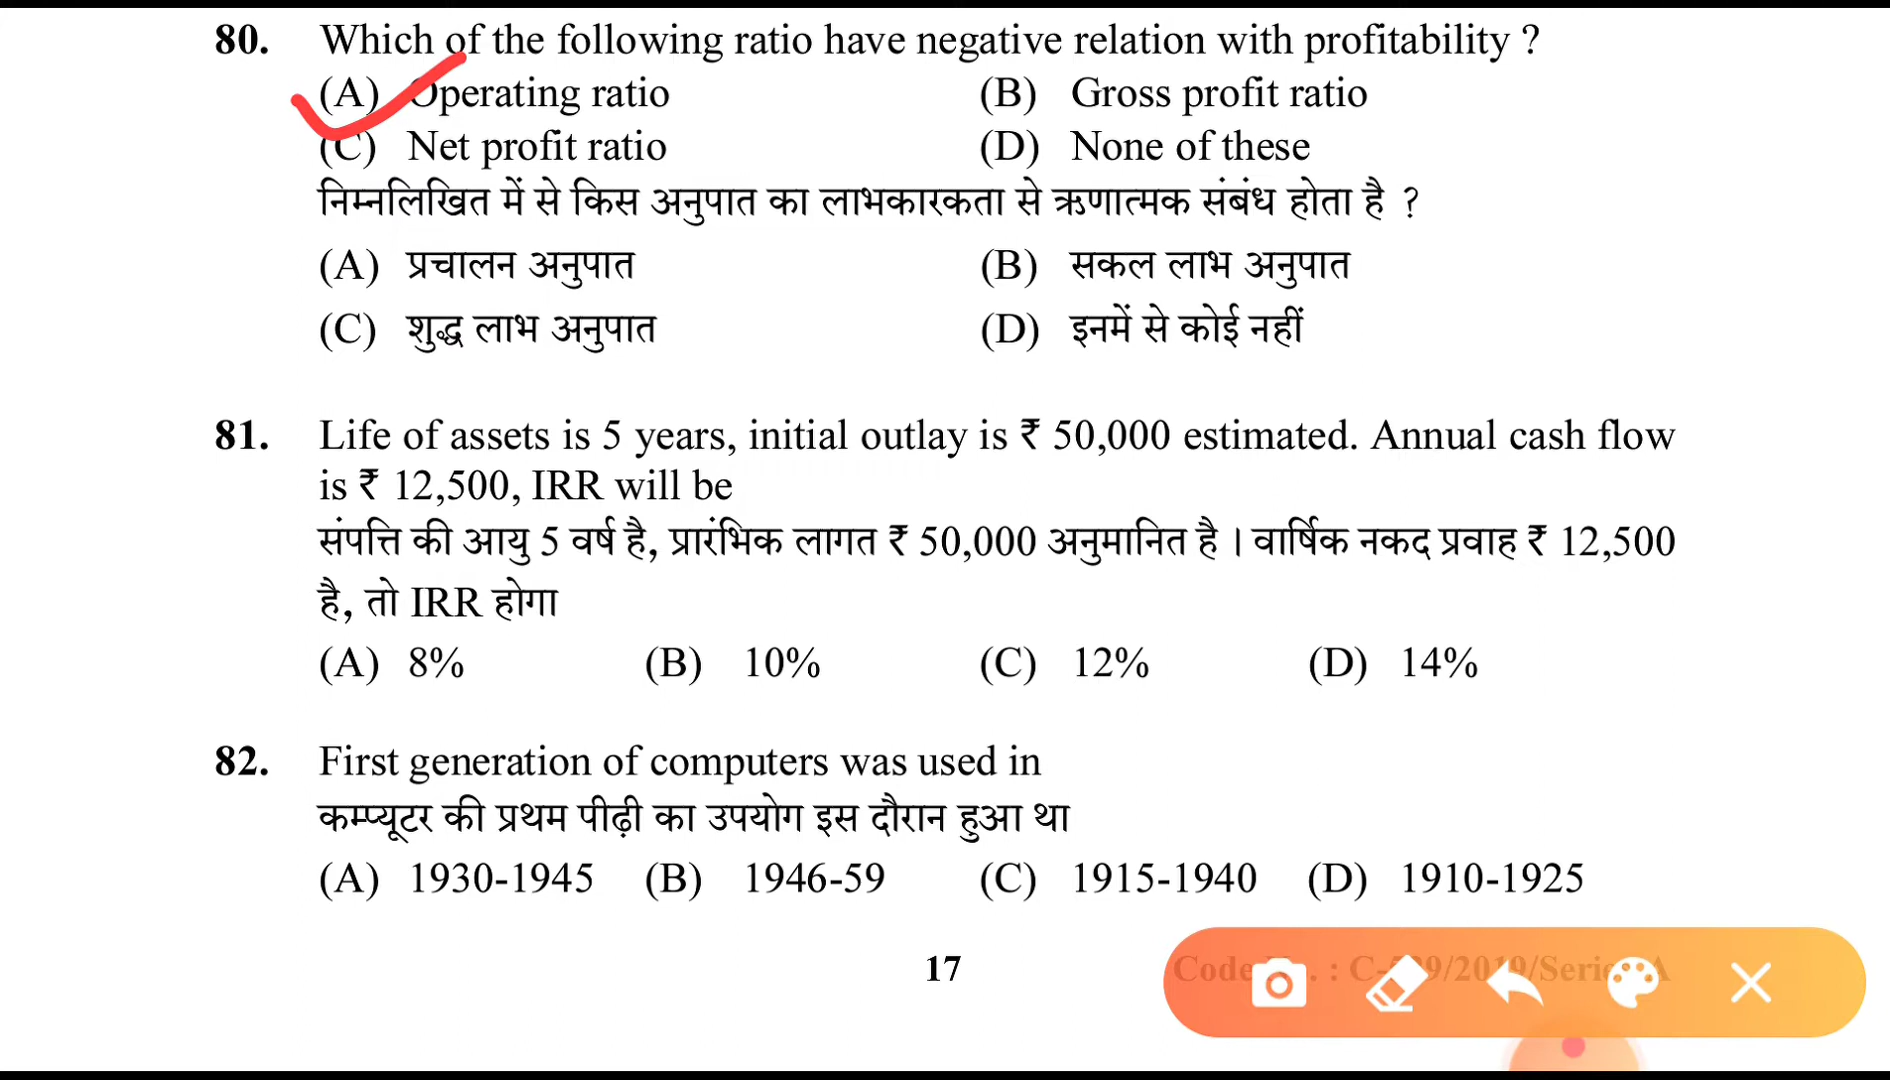 80. Which of the following ratio have negative relation with profitability ?
(A) Operating ratio (B) Gross profit ratio
(C) Net profit ratio (D) None of these
निम्नलिखित में से किस अनुपात का लाभकारकता से ऋणात्मक संबंध होता है ?
(A) प्रचालन अनुपात (B) सकल लाभ अनुपात
(C) शुद्ध लाभ अनुपात (D) इनमें से कोई नहीं
81. Life of assets is 5 years, initial outlay is ₹ 50,000 estimated. Annual cash flow
is ₹ 12,500, IRR will be
संपत्ति की आयु 5 वर्ष है, प्रारंभिक लागत ₹ 50,000 अनुमानित है । वार्षिक नकद प्रवाह ₹ 12,500
है, तो IRR होगा
(A) 8% (B) 10% (C) 12% (D) 14%
82. First generation of computers was used in
कम्प्यूटर की प्रथम पीढ़ी का उपयोग इस दौरान हुआ था
(A) 1930-1945 (B) 1946-59 (C) 1915-1940 (D) 1910-1925
17 Code